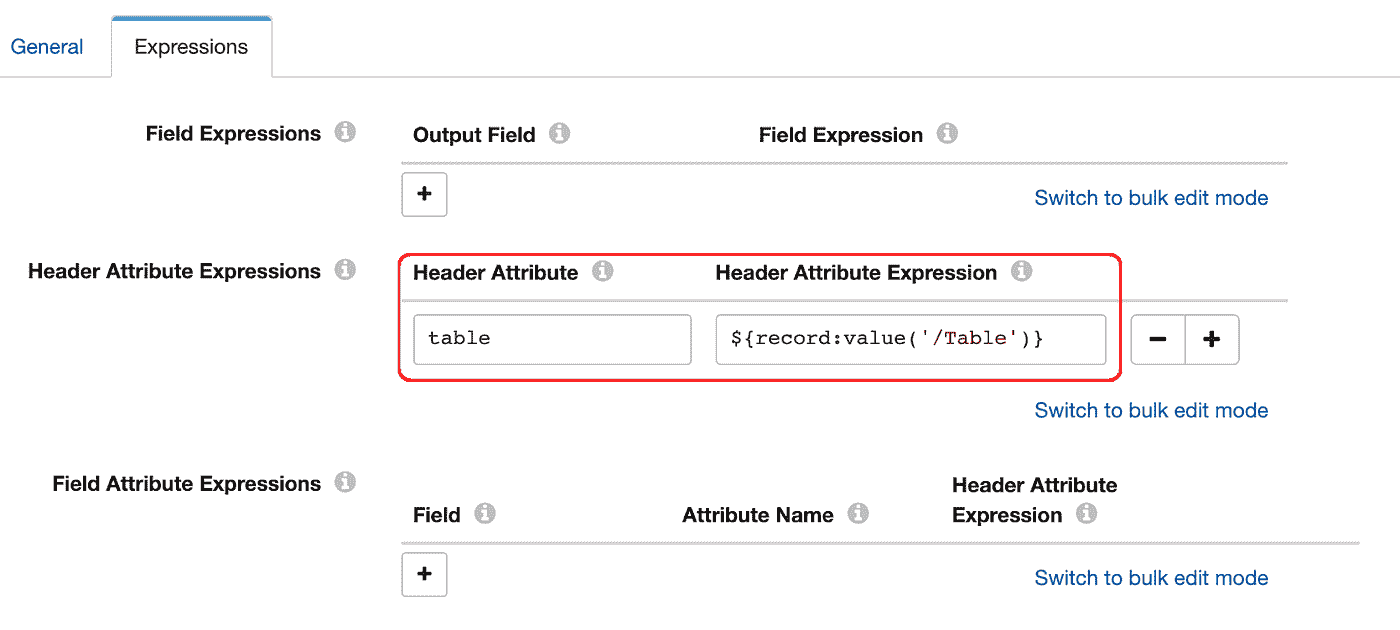 General
Expressions
Field Expressions
Output Field
Field Expression
+
Switch to bulk edit mode
Header Attribute Expressions
Header Attribute
Header Attribute Expression
table
${record:value('/Table')}
− +
Switch to bulk edit mode
Field Attribute Expressions
Field
Attribute Name
Header Attribute
Expression
+
Switch to bulk edit mode